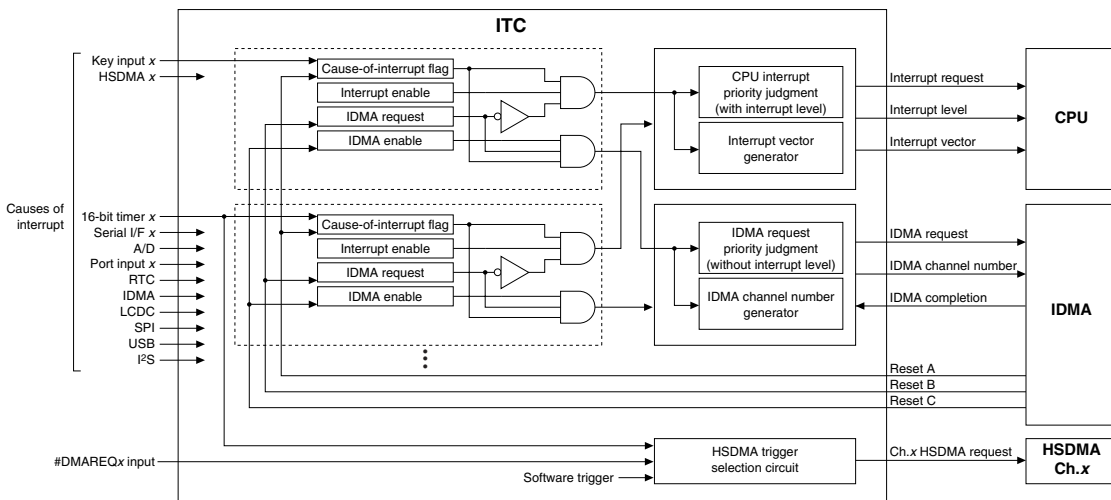 ITC
Causes of
interrupt
Key input x
HSDMA x
16-bit timer x
Serial I/F x
A/D
Port input x
RTC
IDMA
LCDC
SPI
USB
I²S
#DMAREQx input
Software trigger
Cause-of-interrupt flag
Interrupt enable
IDMA request
IDMA enable
Cause-of-interrupt flag
Interrupt enable
IDMA request
IDMA enable
CPU interrupt
priority judgment
(with interrupt level)
Interrupt vector
generator
IDMA request
priority judgment
(without interrupt level)
IDMA channel number
generator
HSDMA trigger
selection circuit
Interrupt request
Interrupt level
Interrupt vector
IDMA request
IDMA channel number
IDMA completion
Reset A
Reset B
Reset C
Ch.x HSDMA request
CPU
IDMA
HSDMA
Ch.x